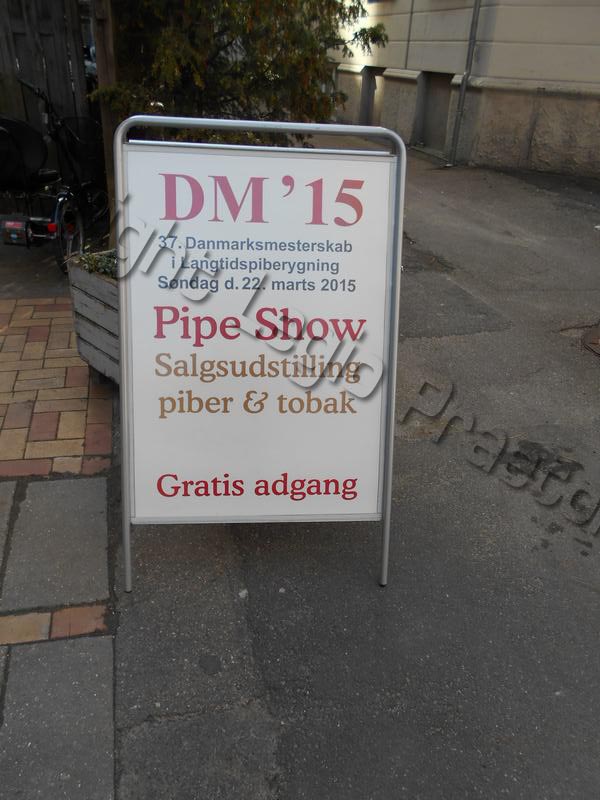 DM ’15
37. Danmarksmesterskab
i Langtidspiberygning
Søndag d. 22. marts 2015
Pipe Show
Salgsudstilling
piber & tobak
Gratis adgang